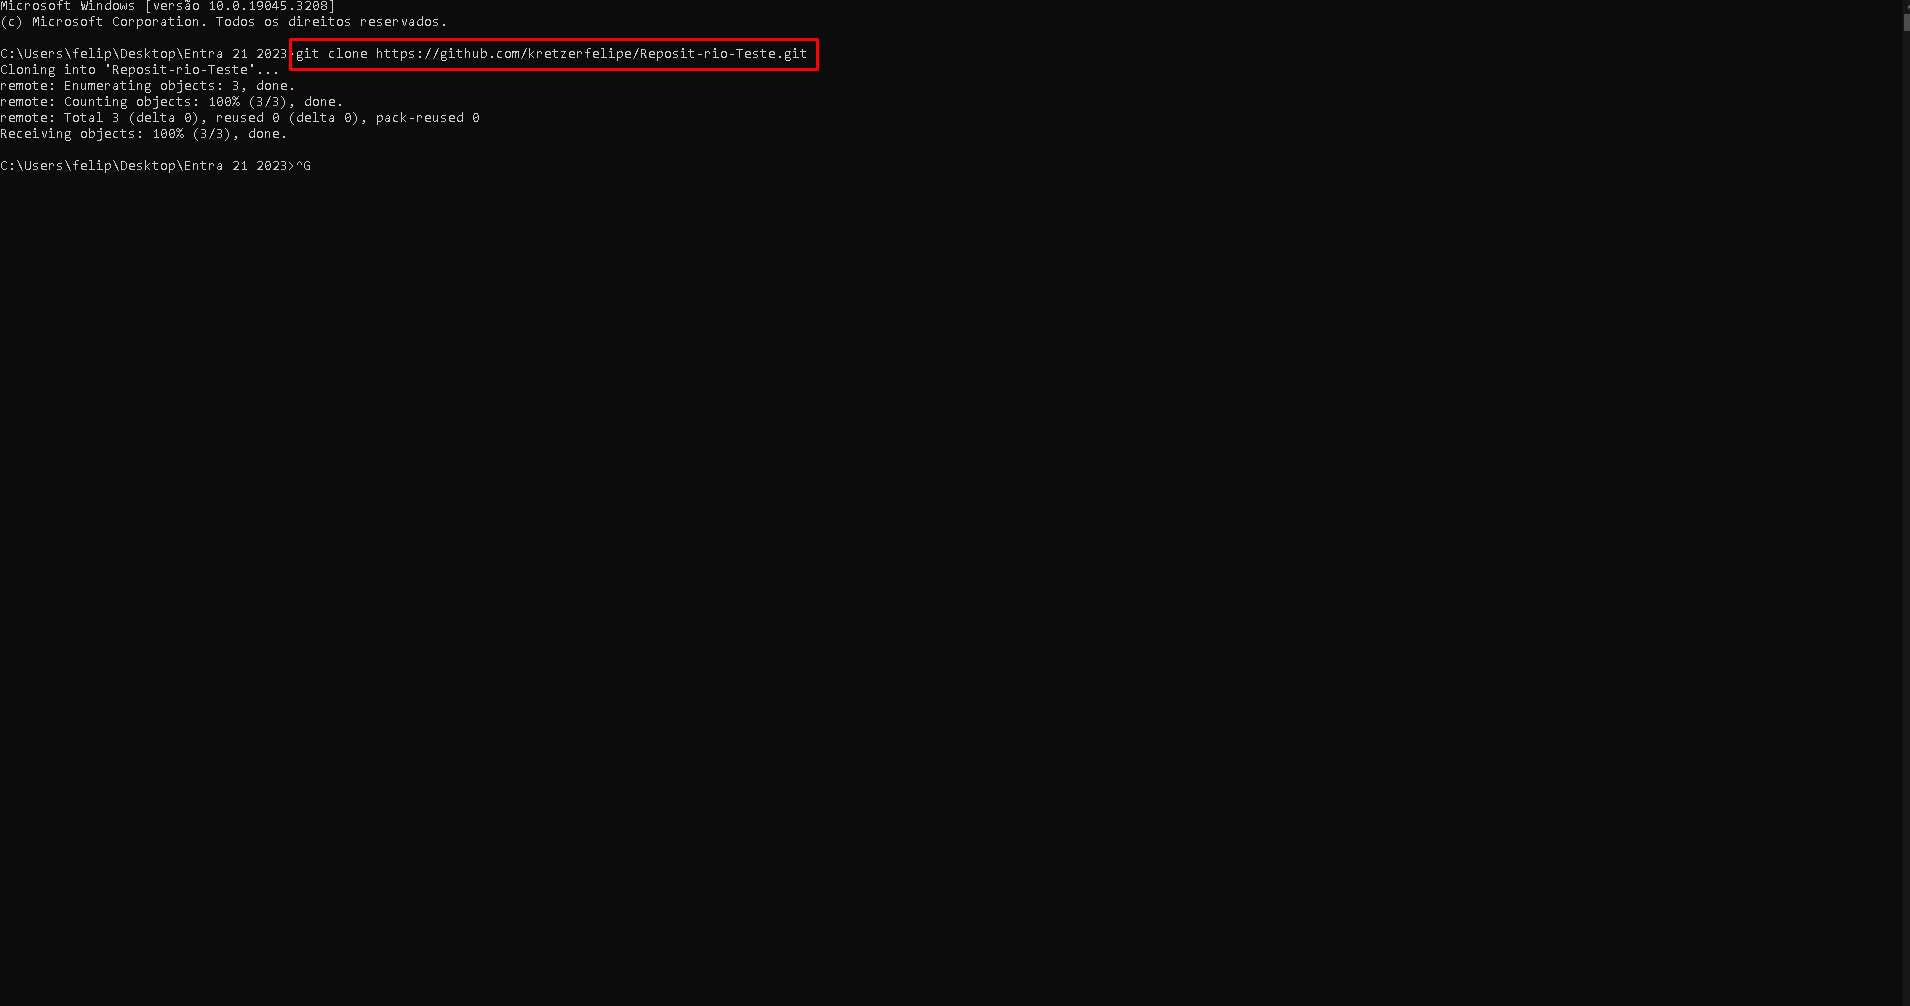 Microsoft Windows [versão 10.0.19045.3208]
(c) Microsoft Corporation. Todos os direitos reservados.
C:\Users\felip\Desktop\Entra 21 2023>git clone https://github.com/kretzerfelipe/Reposit-rio-Teste.git
Cloning into 'Reposit-rio-Teste'...
remote: Enumerating objects: 3, done.
remote: Counting objects: 100% (3/3), done.
remote: Total 3 (delta 0), reused 0 (delta 0), pack-reused 0
Receiving objects: 100% (3/3), done.
C:\Users\felip\Desktop\Entra 21 2023>^G